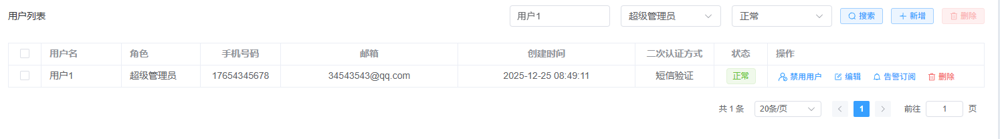 用户列表 用户1 超级管理员 正常 搜索 新增 删除
用户名 角色 手机号码 邮箱 创建时间 二次认证方式 状态 操作
用户1 超级管理员 17654345678 34543543@qq.com 2025-12-25 08:49:11 短信验证 正常 禁用用户 编辑 告警订阅 删除
共 1 条 20条/页 1 前往 1 页